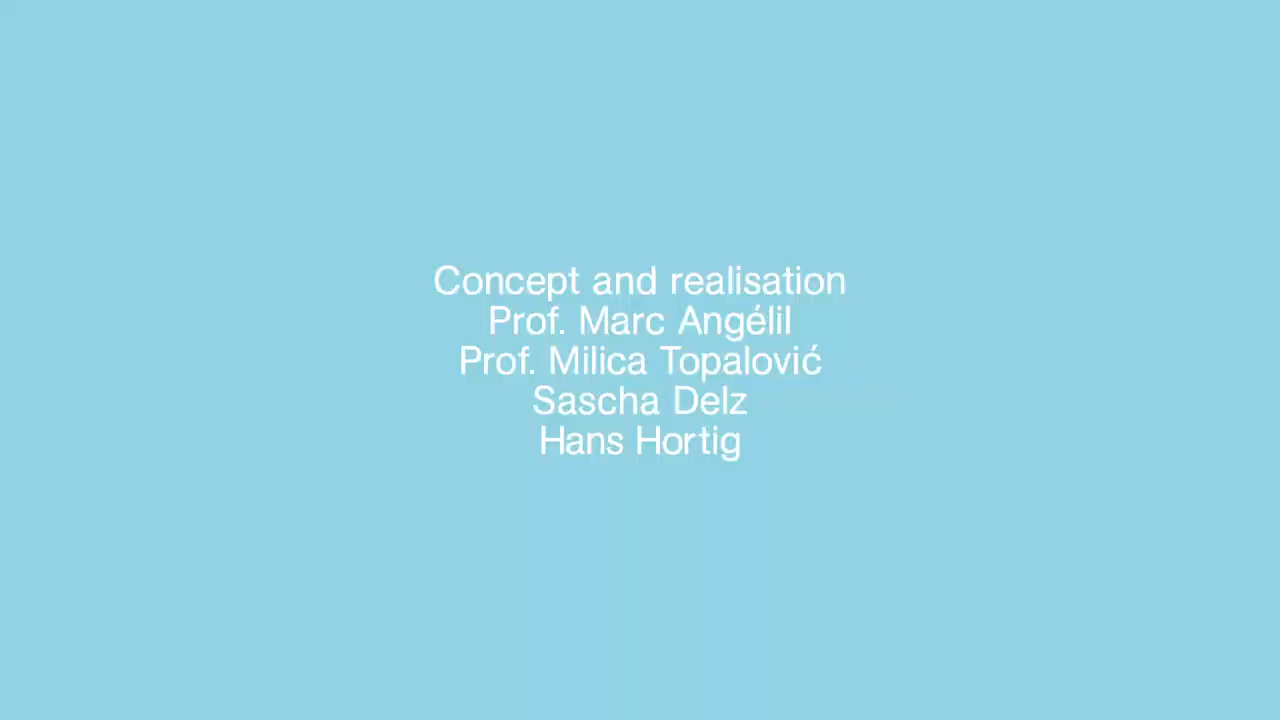 Concept and realisation
Prof. Marc Angélil
Prof. Milica Topalović
Sascha Delz
Hans Hortig